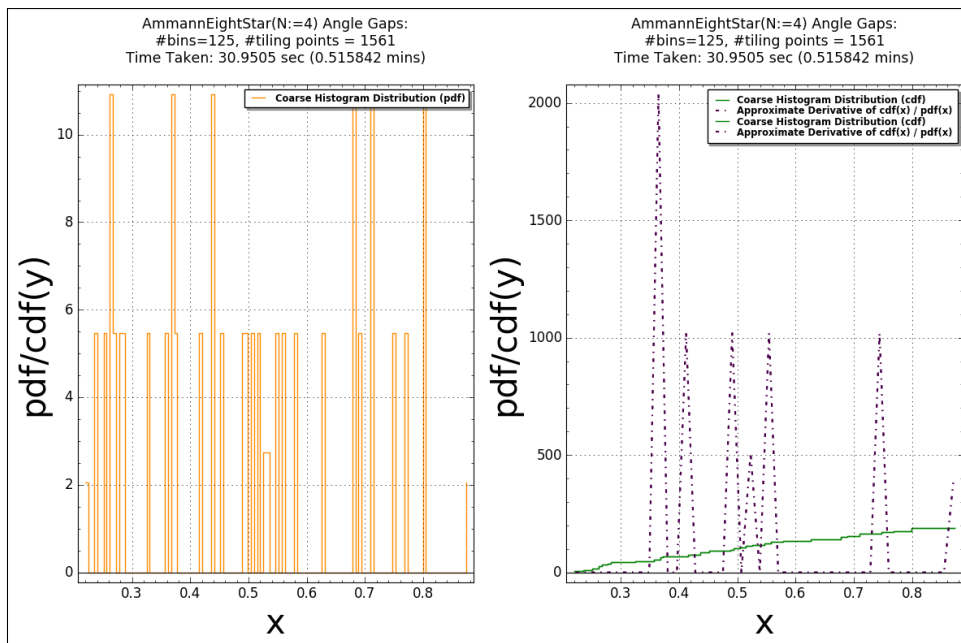 AmmannEightStar(N:=4) Angle Gaps:
#bins=125, #tiling points = 1561
Time Taken: 30.9505 sec (0.515842 mins)
Coarse Histogram Distribution (pdf)
pdf/cdf(y)
10
8
6
4
2
0
0.3
0.4
0.5
0.6
0.7
0.8
x
AmmannEightStar(N:=4) Angle Gaps:
#bins=125, #tiling points = 1561
Time Taken: 30.9505 sec (0.515842 mins)
Coarse Histogram Distribution (cdf)
Approximate Derivative of cdf(x) / pdf(x)
Coarse Histogram Distribution (cdf)
Approximate Derivative of cdf(x) / pdf(x)
pdf/cdf(y)
2000
1500
1000
500
0
0.3
0.4
0.5
0.6
0.7
0.8
x